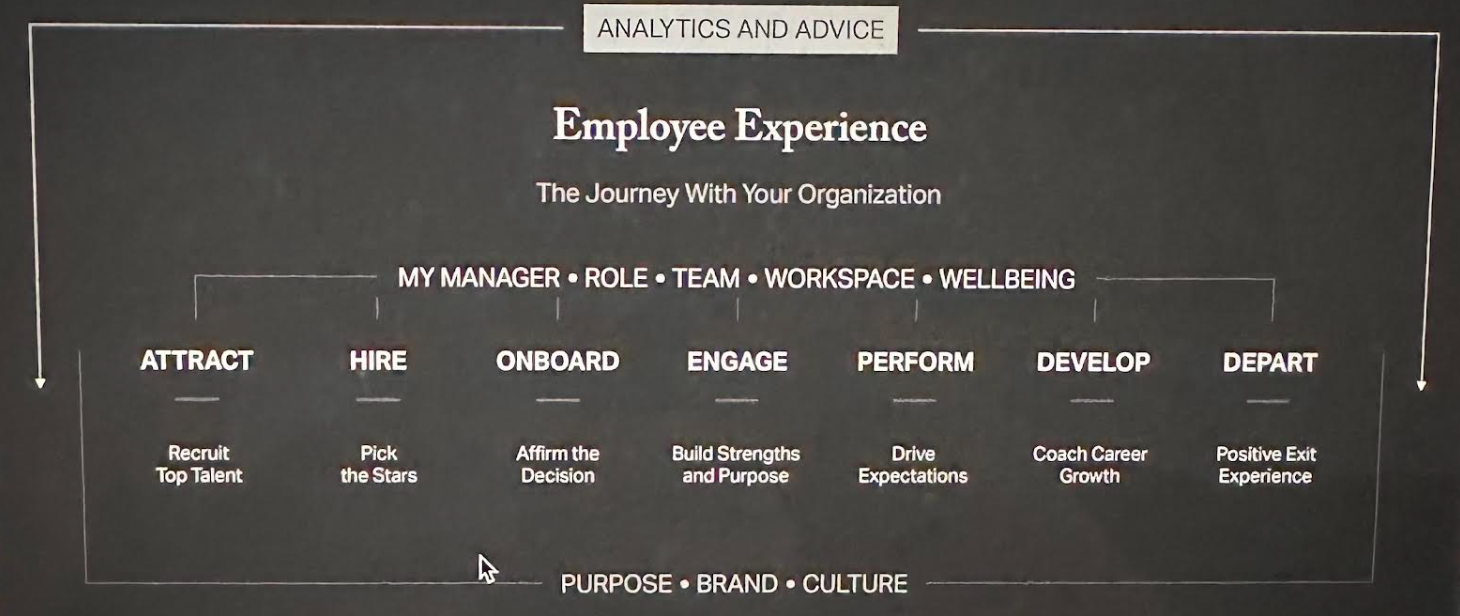 ANALYTICS AND ADVICE
Employee Experience
The Journey With Your Organization
MY MANAGER • ROLE • TEAM • WORKSPACE • WELLBEING
ATTRACT HIRE ONBOARD ENGAGE PERFORM DEVELOP DEPART
Recruit Pick Affirm the Build Strengths Drive Coach Career Positive Exit
Top Talent the Stars Decision and Purpose Expectations Growth Experience
PURPOSE • BRAND • CULTURE